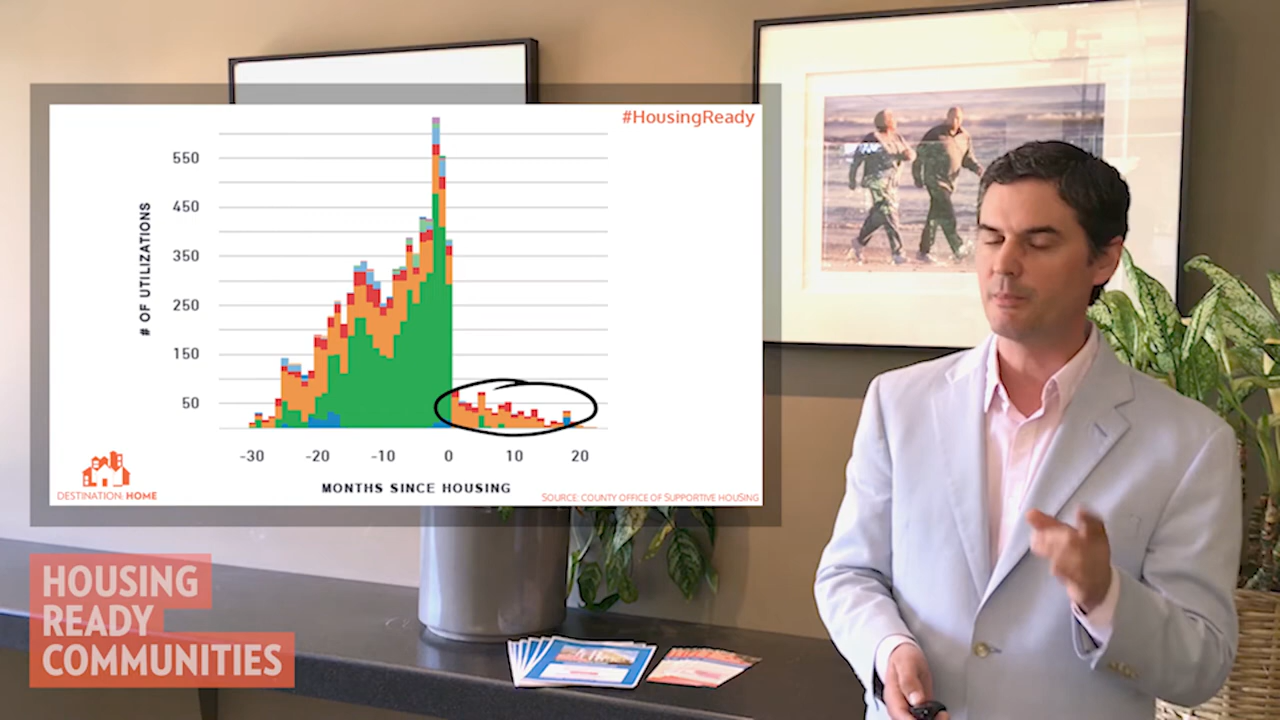 #HousingReady
550
450
350
250
150
50
# OF UTILIZATIONS
-30 -20 -10 0 10 20
MONTHS SINCE HOUSING
DESTINATION: HOME
SOURCE: COUNTY OFFICE OF SUPPORTIVE HOUSING
HOUSING
READY
COMMUNITIES